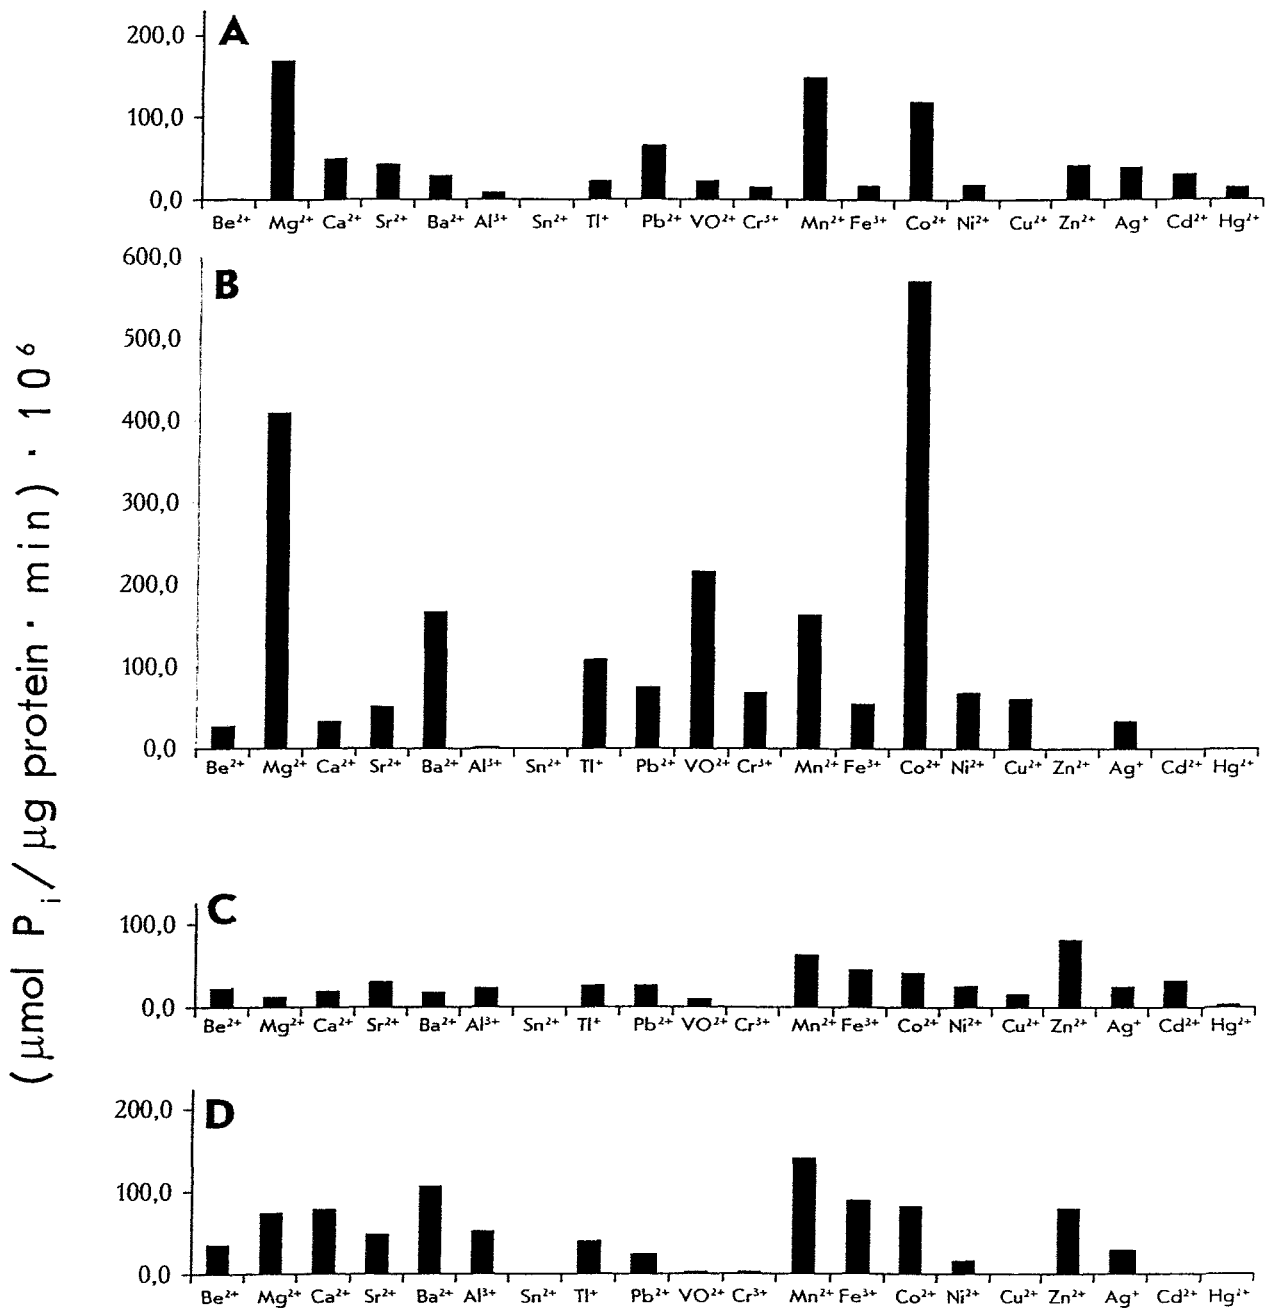 A
200,0
100,0
0,0
Be²⁺ Mg²⁺ Ca²⁺ Sr²⁺ Ba²⁺ Al³⁺ Sn²⁺ Tl⁺ Pb²⁺ VO²⁺ Cr³⁺ Mn²⁺ Fe³⁺ Co²⁺ Ni²⁺ Cu²⁺ Zn²⁺ Ag⁺ Cd²⁺ Hg²⁺
B
600,0
500,0
400,0
300,0
200,0
100,0
0,0
Be²⁺ Mg²⁺ Ca²⁺ Sr²⁺ Ba²⁺ Al³⁺ Sn²⁺ Tl⁺ Pb²⁺ VO²⁺ Cr³⁺ Mn²⁺ Fe³⁺ Co²⁺ Ni²⁺ Cu²⁺ Zn²⁺ Ag⁺ Cd²⁺ Hg²⁺
(µmol Pᵢ/µg protein · min) · 10⁶
C
100,0
0,0
Be²⁺ Mg²⁺ Ca²⁺ Sr²⁺ Ba²⁺ Al³⁺ Sn²⁺ Tl⁺ Pb²⁺ VO²⁺ Cr³⁺ Mn²⁺ Fe³⁺ Co²⁺ Ni²⁺ Cu²⁺ Zn²⁺ Ag⁺ Cd²⁺ Hg²⁺
D
200,0
100,0
0,0
Be²⁺ Mg²⁺ Ca²⁺ Sr²⁺ Ba²⁺ Al³⁺ Sn²⁺ Tl⁺ Pb²⁺ VO²⁺ Cr³⁺ Mn²⁺ Fe³⁺ Co²⁺ Ni²⁺ Cu²⁺ Zn²⁺ Ag⁺ Cd²⁺ Hg²⁺